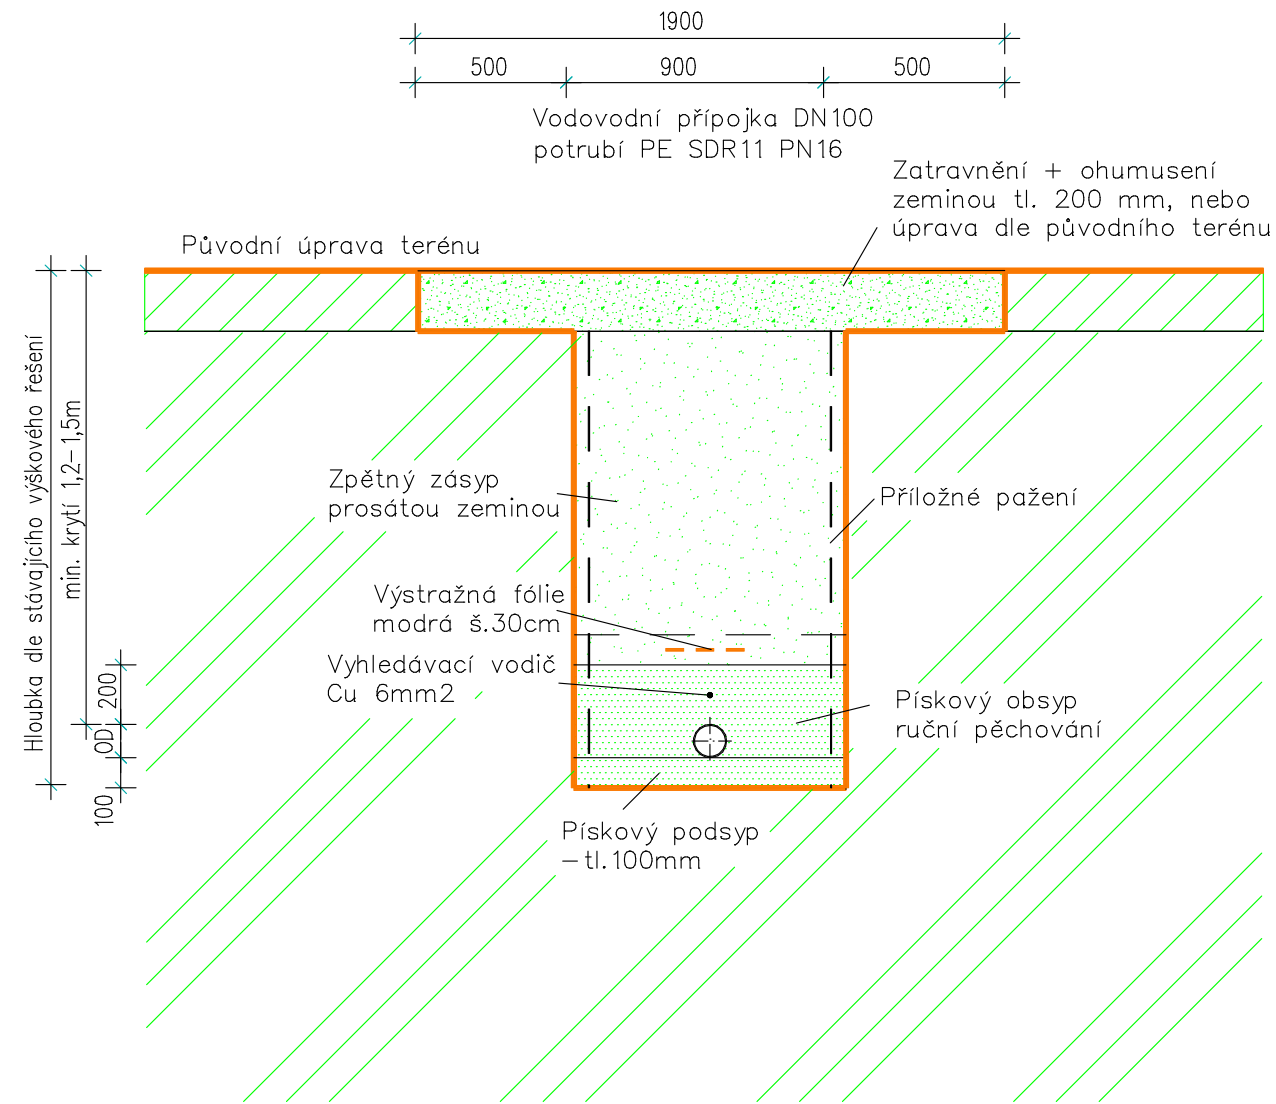 1900
500
900
500
Vodovodní přípojka DN100
potrubí PE SDR11 PN16
Zatravnění + ohumusení
zeminou tl. 200 mm, nebo
úprava dle původního terénu
Původní úprava terénu
Hloubka dle stávajícího výškového řešení
min. krytí 1,2-1,5m
Zpětný zásyp
prosátou zeminou
Příložné pažení
Výstražná fólie
modrá š.30cm
Vyhledávací vodič
Cu 6mm2
200
OD
100
Pískový obsyp
ruční pěchování
Pískový podsyp
-tl.100mm